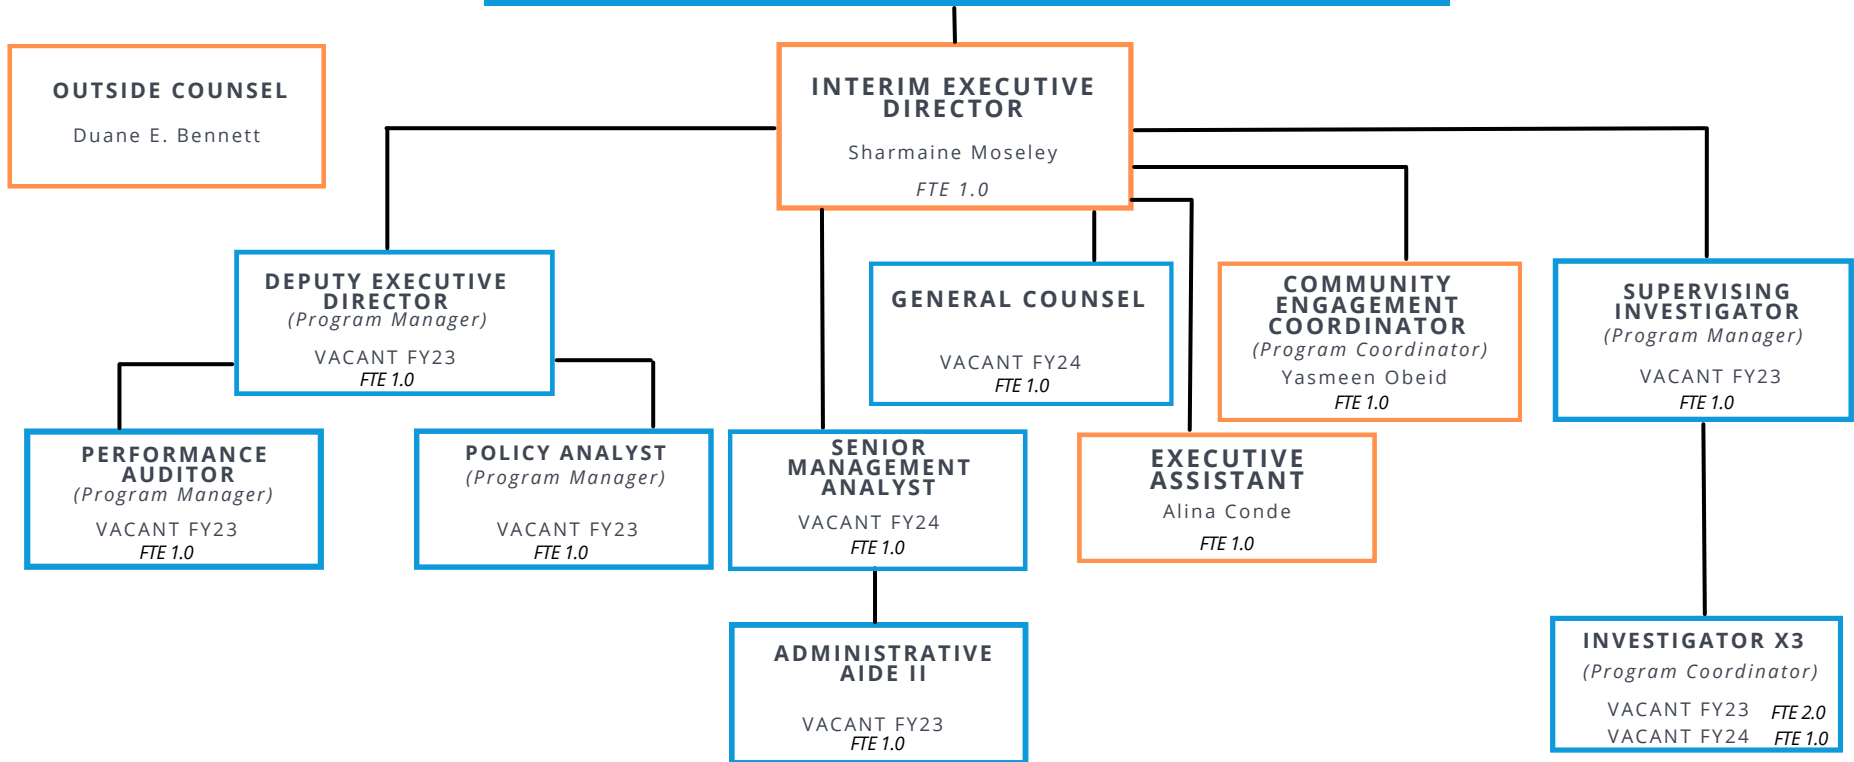 OUTSIDE COUNSEL
Duane E. Bennett
INTERIM EXECUTIVE
DIRECTOR
Sharmaine Moseley
FTE 1.0
DEPUTY EXECUTIVE
DIRECTOR
(Program Manager)
VACANT FY23
FTE 1.0
GENERAL COUNSEL
VACANT FY24
FTE 1.0
COMMUNITY
ENGAGEMENT
COORDINATOR
(Program Coordinator)
Yasmeen Obeid
FTE 1.0
SUPERVISING
INVESTIGATOR
(Program Manager)
VACANT FY23
FTE 1.0
PERFORMANCE
AUDITOR
(Program Manager)
VACANT FY23
FTE 1.0
POLICY ANALYST
(Program Manager)
VACANT FY23
FTE 1.0
SENIOR
MANAGEMENT
ANALYST
VACANT FY24
FTE 1.0
EXECUTIVE
ASSISTANT
Alina Conde
FTE 1.0
ADMINISTRATIVE
AIDE II
VACANT FY23
FTE 1.0
INVESTIGATOR X3
(Program Coordinator)
VACANT FY23 FTE 2.0
VACANT FY24 FTE 1.0